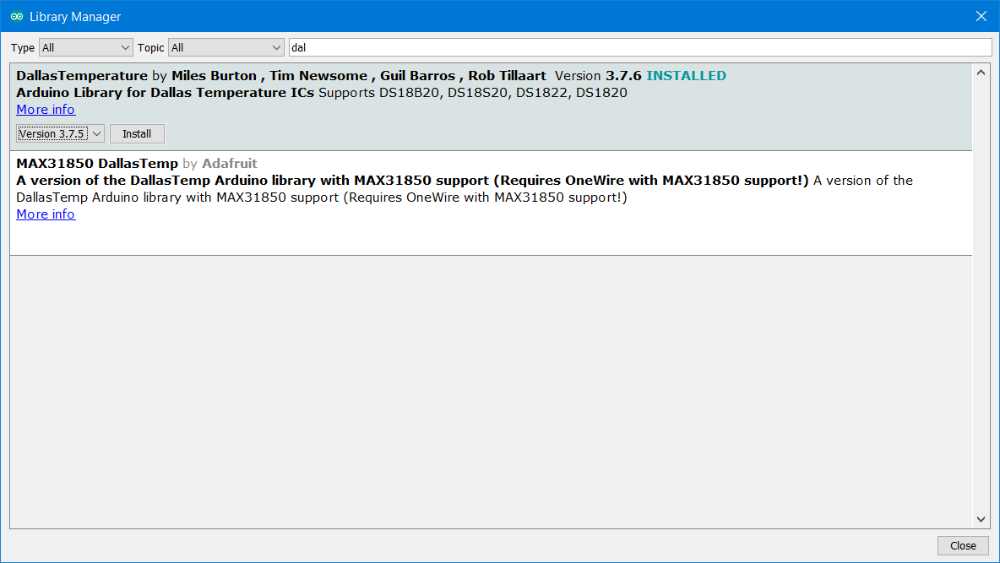 Library Manager
Type All Topic All dal
DallasTemperature by Miles Burton , Tim Newsome , Guil Barros , Rob Tillaart Version 3.7.6 INSTALLED
Arduino Library for Dallas Temperature ICs Supports DS18B20, DS18S20, DS1822, DS1820
More info
Version 3.7.5 Install
MAX31850 DallasTemp by Adafruit
A version of the DallasTemp Arduino library with MAX31850 support (Requires OneWire with MAX31850 support!) A version of the
DallasTemp Arduino library with MAX31850 support (Requires OneWire with MAX31850 support!)
More info
Close